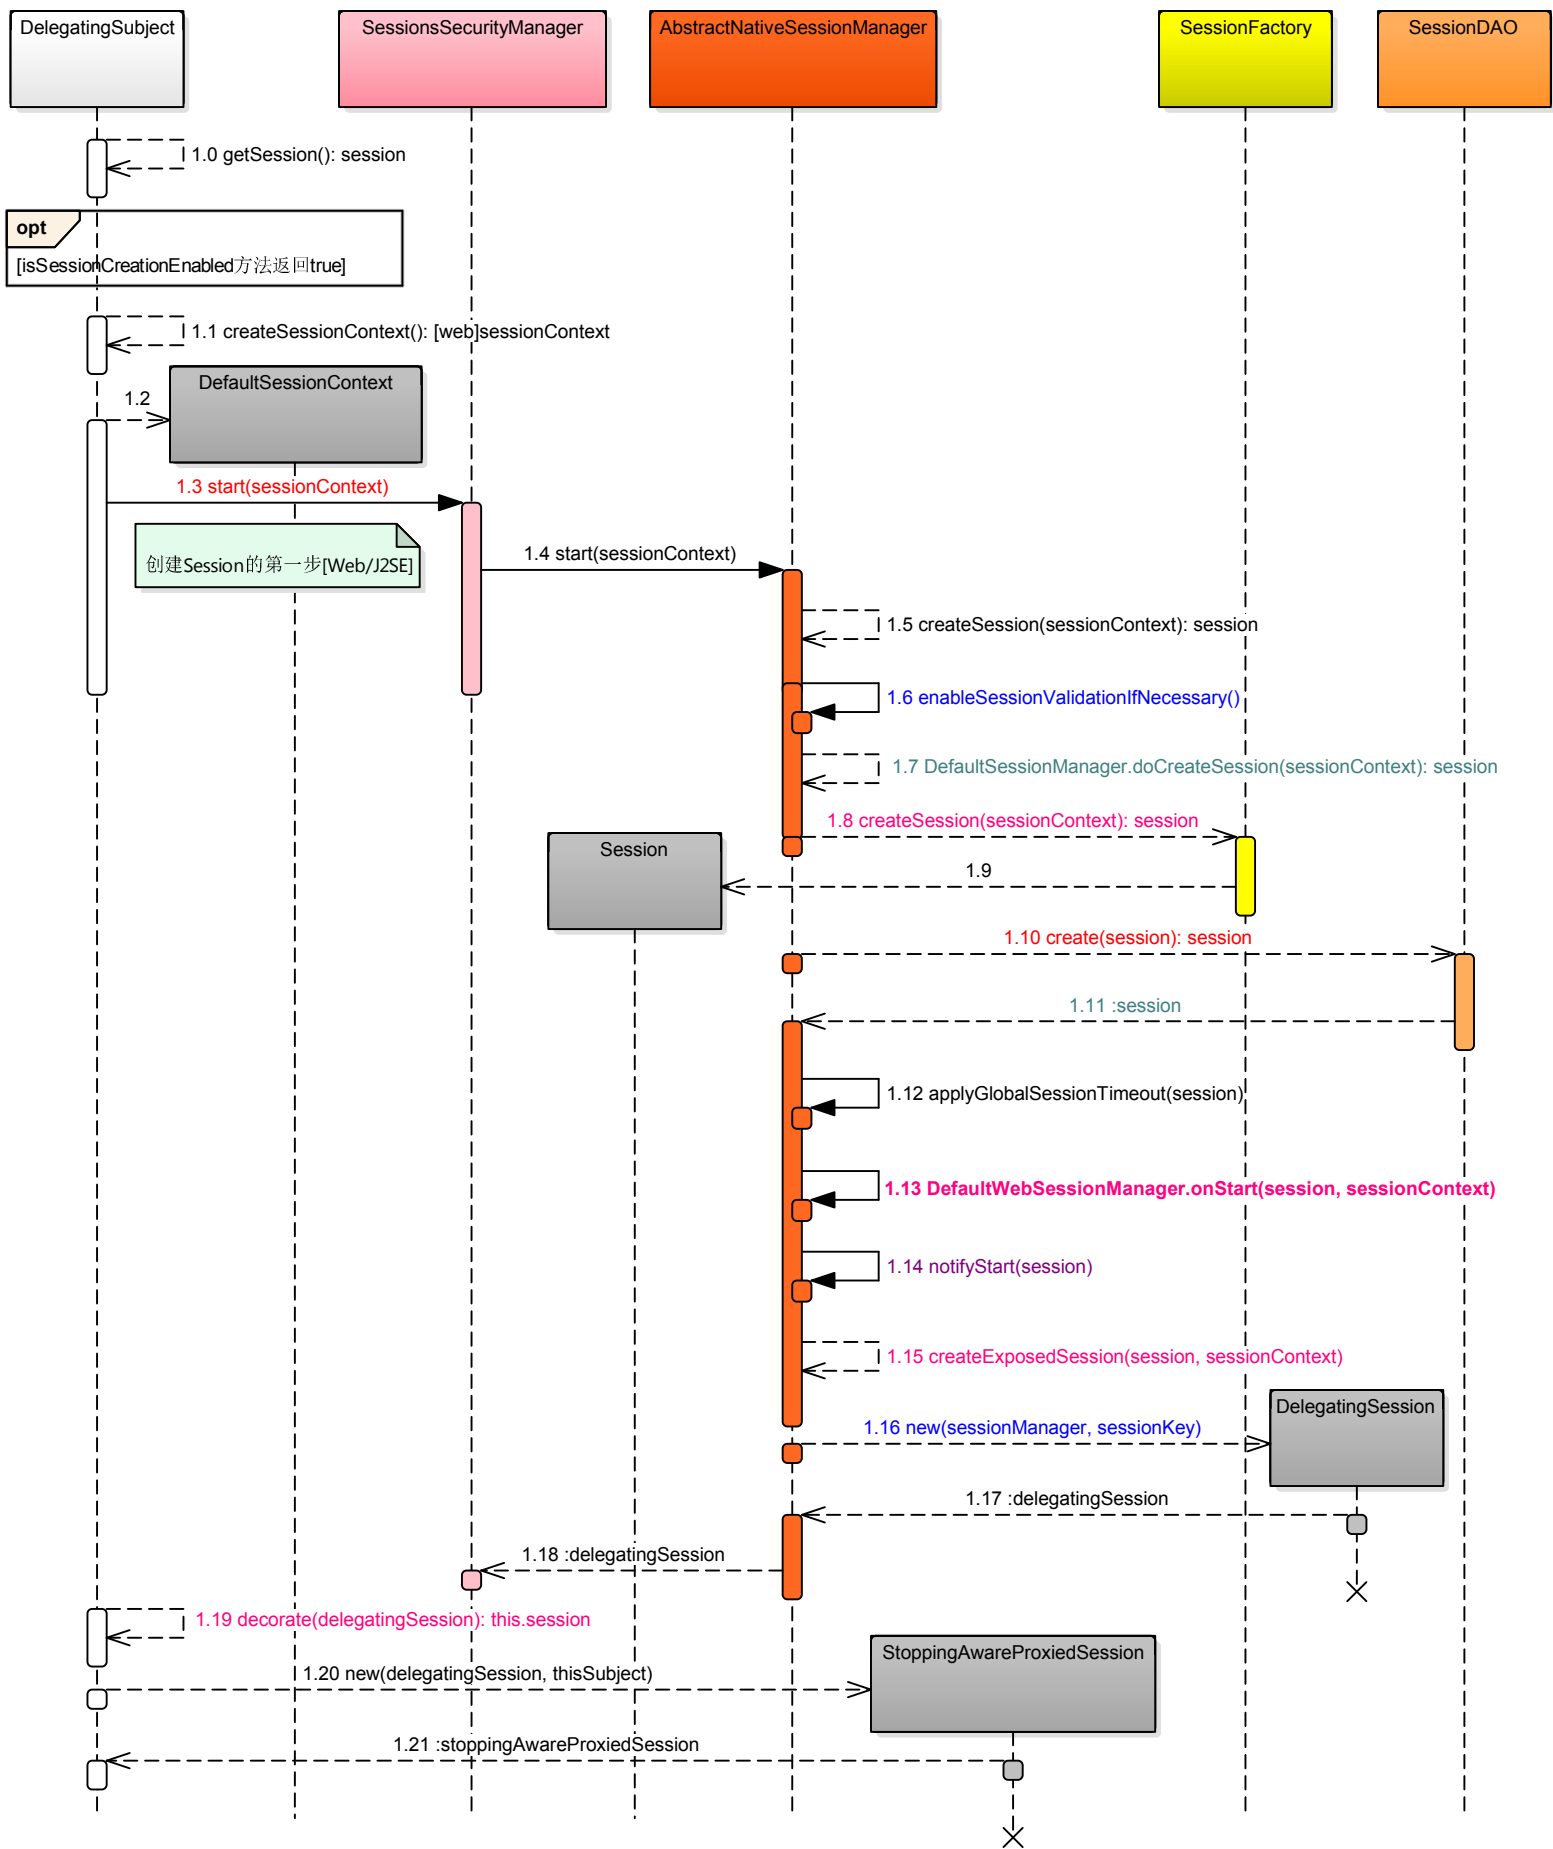 DelegatingSubject
SessionsSecurityManager
AbstractNativeSessionManager
SessionFactory
SessionDAO
1.0 getSession(): session
opt
[isSessionCreationEnabled方法返回true]
1.1 createSessionContext(): [web]sessionContext
DefaultSessionContext
1.2
1.3 start(sessionContext)
创建Session的第一步[Web/J2SE]
1.4 start(sessionContext)
1.5 createSession(sessionContext): session
1.6 enableSessionValidationIfNecessary()
1.7 DefaultSessionManager.doCreateSession(sessionContext): session
1.8 createSession(sessionContext): session
Session
1.9
1.10 create(session): session
1.11 :session
1.12 applyGlobalSessionTimeout(session)
1.13 DefaultWebSessionManager.onStart(session, sessionContext)
1.14 notifyStart(session)
1.15 createExposedSession(session, sessionContext)
DelegatingSession
1.16 new(sessionManager, sessionKey)
1.17 :delegatingSession
1.18 :delegatingSession
1.19 decorate(delegatingSession): this.session
StoppingAwareProxiedSession
1.20 new(delegatingSession, thisSubject)
1.21 :stoppingAwareProxiedSession